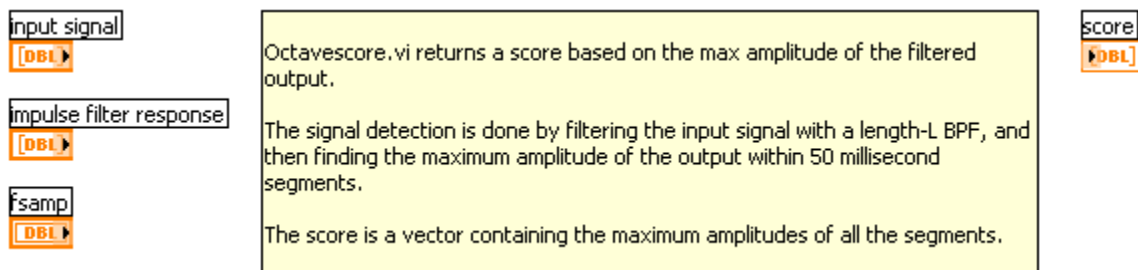 input signal
[DBL]
impulse filter response
[DBL]
fsamp
DBL
Octavescore.vi returns a score based on the max amplitude of the filtered
output.
The signal detection is done by filtering the input signal with a length-L BPF, and
then finding the maximum amplitude of the output within 50 millisecond
segments.
The score is a vector containing the maximum amplitudes of all the segments.
score
[DBL]